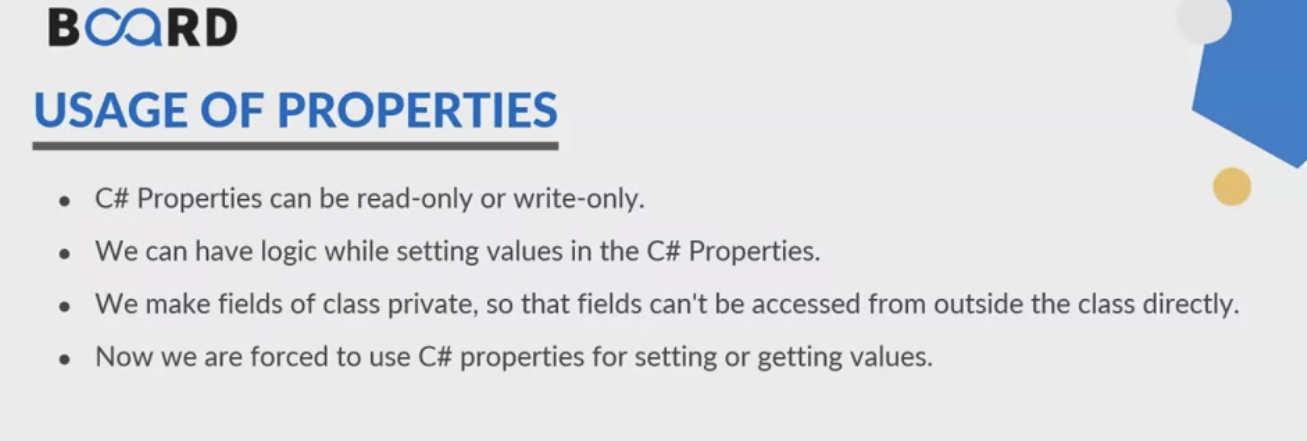 BOARD
USAGE OF PROPERTIES
• C# Properties can be read-only or write-only.
• We can have logic while setting values in the C# Properties.
• We make fields of class private, so that fields can't be accessed from outside the class directly.
• Now we are forced to use C# properties for setting or getting values.